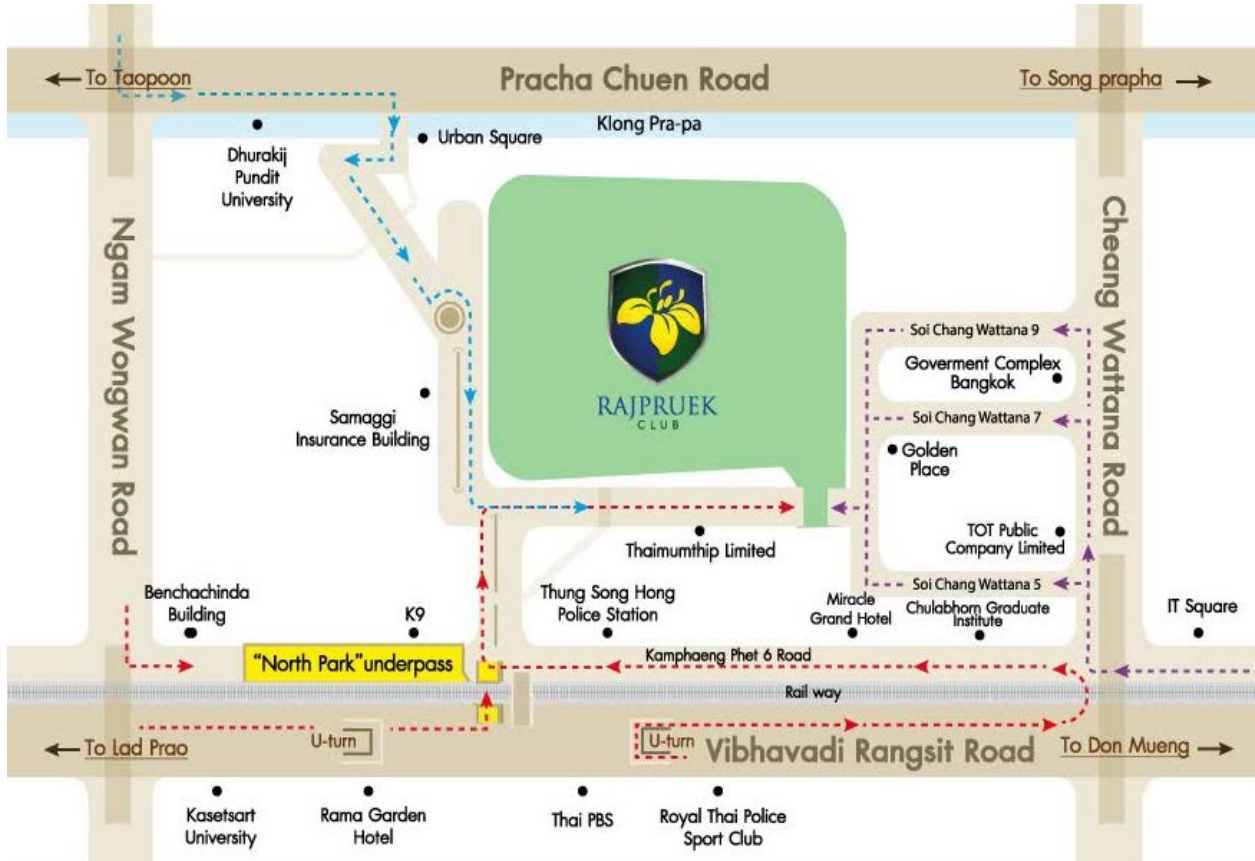 To Taopoon
Pracha Chuen Road
To Song prapha
Klong Pra-pa
Urban Square
Dhurakij
Pundit
University
Ngam Wongwan Road
Cheang Wattana Road
RAJPRUEK
CLUB
Soi Chang Wattana 9
Goverment Complex
Bangkok
Samaggi
Insurance Building
Soi Chang Wattana 7
Golden
Place
Thaimumthip Limited
TOT Public
Company Limited
Soi Chang Wattana 5
Benchachinda
Building
K9
Thung Song Hong
Police Station
Miracle
Grand Hotel
Chulabhorn Graduate
Institute
IT Square
"North Park"underpass
Kamphaeng Phet 6 Road
Rail way
To Lad Prao
U-turn
U-turn
Vibhavadi Rangsit Road
To Don Mueng
Kasetsart
University
Rama Garden
Hotel
Thai PBS
Royal Thai Police
Sport Club